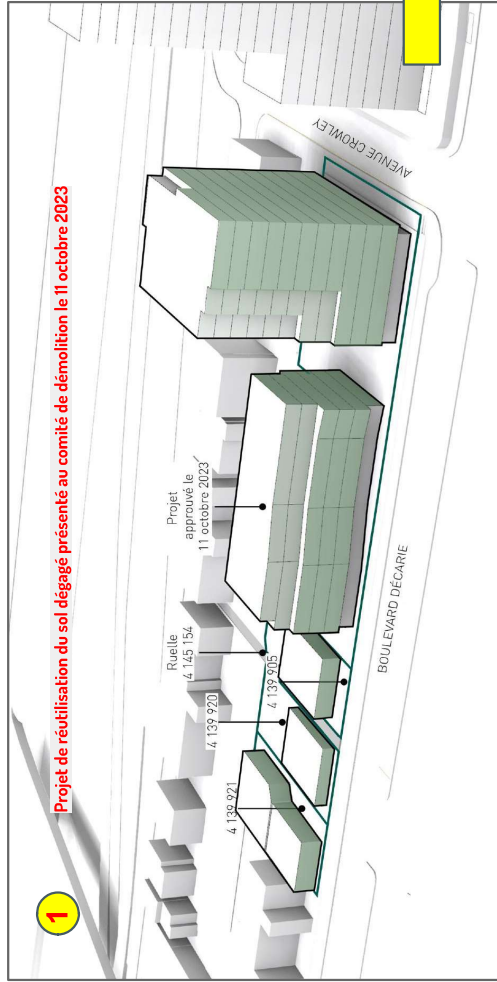 1
Projet de réutilisation du sol dégagé présenté au comité de démolition le 11 octobre 2023
Projet
approuvé le
11 octobre 2023
Ruelle
4 145 154
4 139 920
4 139 905
4 139 921
AVENUE CROWLEY
BOULEVARD DÉCARIE